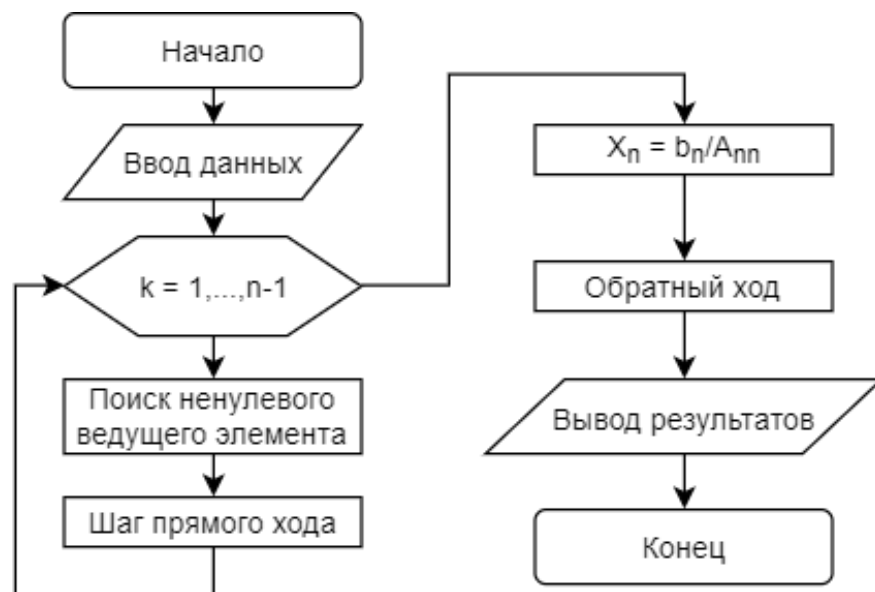 Начало
Ввод данных
k = 1,...,n-1
Поиск ненулевого
ведущего элемента
Шаг прямого хода
Xn = bn/Ann
Обратный ход
Вывод результатов
Конец